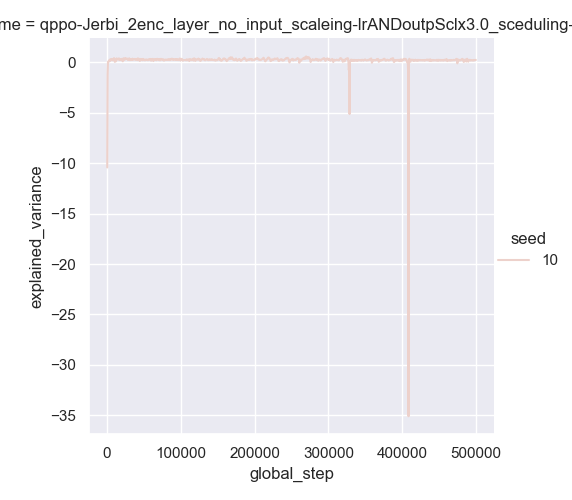 me = qppo-Jerbi_2enc_layer_no_input_scaleing-lrANDoutpSclx3.0_sceduling-
0
−5
−10
−15
−20
−25
−30
−35
explained_variance
0 100000 200000 300000 400000 500000
global_step
seed
10